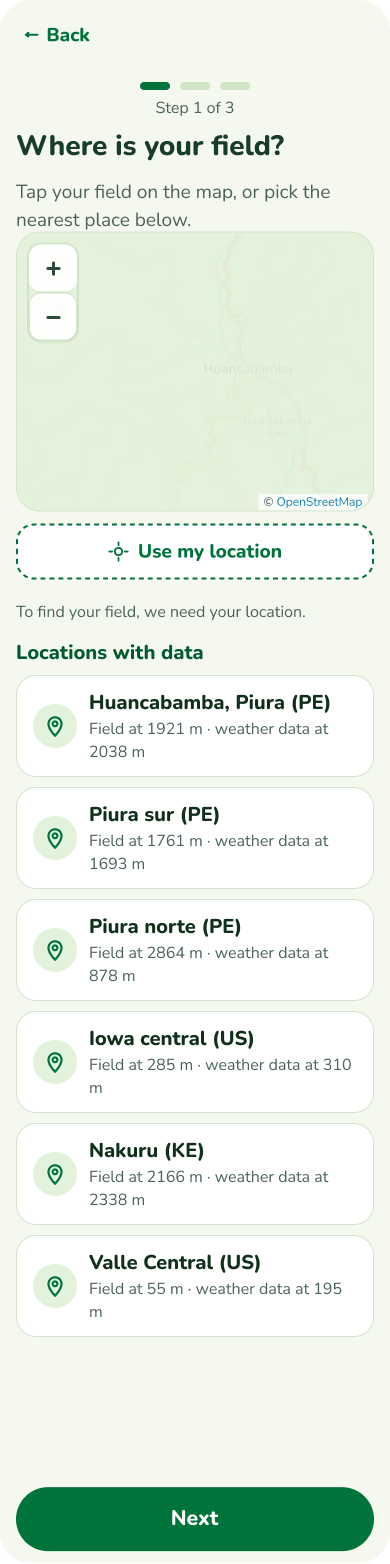 ← Back
Step 1 of 3
Where is your field?
Tap your field on the map, or pick the
nearest place below.
+
−
Huancabamba
Huancabamba
Rural
© OpenStreetMap
Use my location
To find your field, we need your location.
Locations with data
Huancabamba, Piura (PE)
Field at 1921 m · weather data at
2038 m
Piura sur (PE)
Field at 1761 m · weather data at
1693 m
Piura norte (PE)
Field at 2864 m · weather data at
878 m
Iowa central (US)
Field at 285 m · weather data at 310
m
Nakuru (KE)
Field at 2166 m · weather data at
2338 m
Valle Central (US)
Field at 55 m · weather data at 195
m
Next